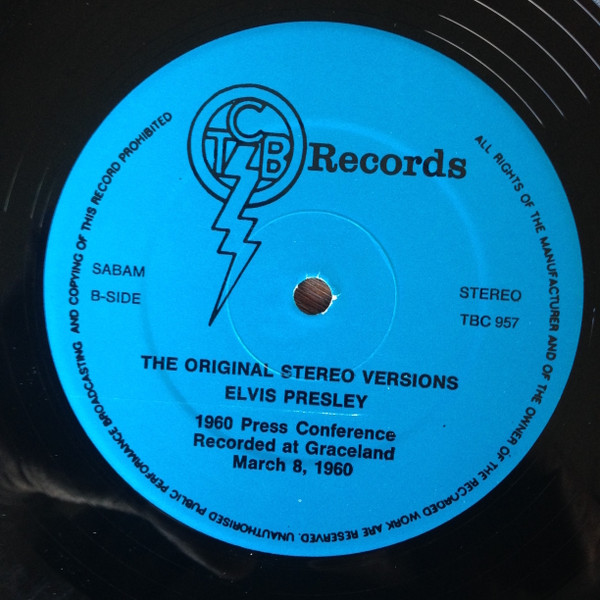 TCB
Records
SABAM
B-SIDE
STEREO
TBC 957
THE ORIGINAL STEREO VERSIONS
ELVIS PRESLEY
1960 Press Conference
Recorded at Graceland
March 8, 1960
ALL RIGHTS OF THE MANUFACTURER AND OF THE OWNER OF THE RECORDED WORK ARE RESERVED. UNAUTHORISED PUBLIC PERFORMANCE BROADCASTING AND COPYING OF THIS RECORD PROHIBITED